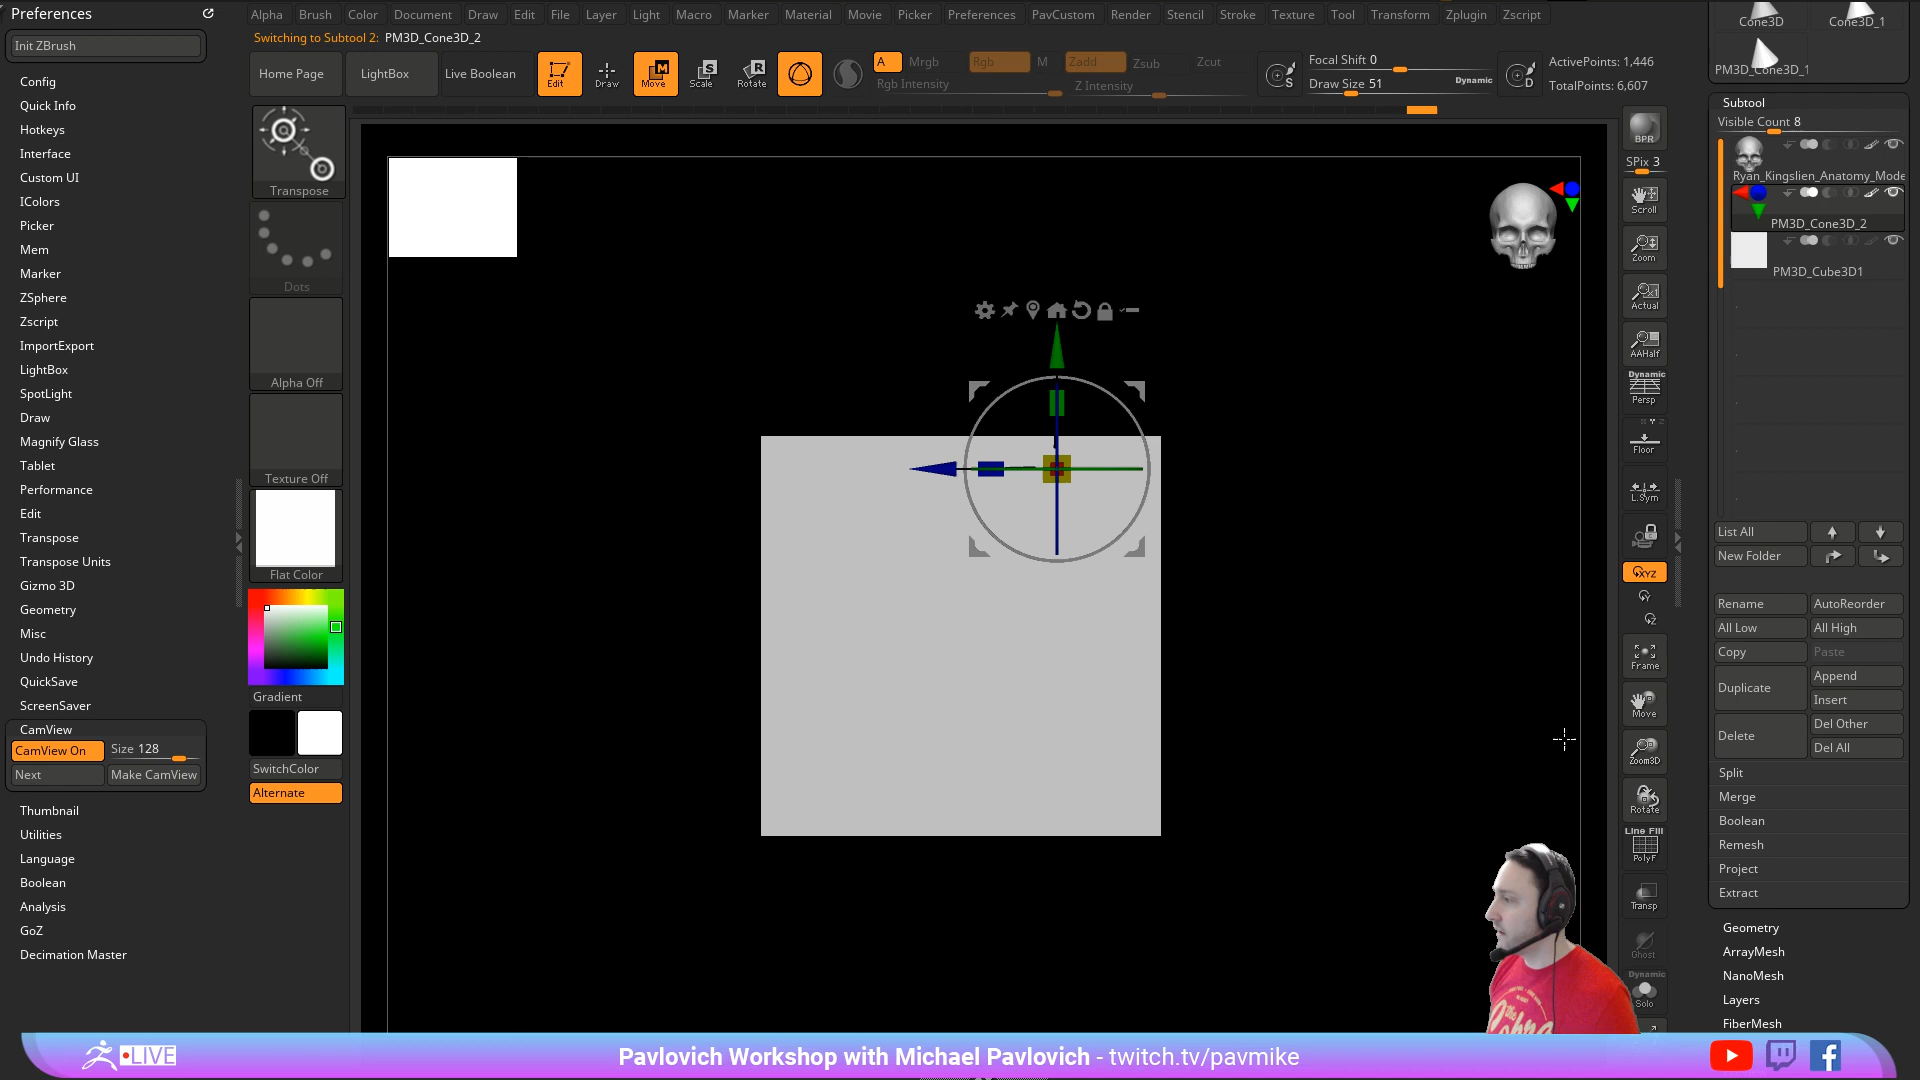 Preferences
Init ZBrush
Config
Quick Info
Hotkeys
Interface
Custom UI
IColors
Picker
Mem
Marker
ZSphere
Zscript
ImportExport
LightBox
SpotLight
Draw
Magnify Glass
Tablet
Performance
Edit
Transpose
Transpose Units
Gizmo 3D
Geometry
Misc
Undo History
QuickSave
ScreenSaver
CamView
CamView On Size 128
Next Make CamView
Thumbnail
Utilities
Language
Boolean
Analysis
GoZ
Decimation Master
Alpha Brush Color Document Draw Edit File Layer Light Macro Marker Material Movie Picker Preferences PavCustom Render Stencil Stroke Texture Tool Transform Zplugin Zscript
Switching to Subtool 2: PM3D_Cone3D_2
Home Page LightBox Live Boolean Edit Draw Move Scale Rotate
A Mrgb Rgb M Zadd Zsub Zcut
Rgb Intensity Z Intensity
Focal Shift 0
Draw Size 51 Dynamic
ActivePoints: 1,446
TotalPoints: 6,607
Transpose
Dots
Alpha Off
Texture Off
Flat Color
Gradient
SwitchColor
Alternate
BPR
SPix 3
Scroll
Zoom
Actual
AAHalf
Dynamic
Persp
Floor
L.Sym
XYZ
Y
Z
Frame
Move
Zoom3D
Rotate
Line Fill
PolyF
Transp
Ghost
Dynamic
Solo
Cone3D Cone3D_1
PM3D_Cone3D_1
Subtool
Visible Count 8
Ryan_Kingslien_Anatomy_Mode
PM3D_Cone3D_2
PM3D_Cube3D1
List All
New Folder
Rename AutoReorder
All Low All High
Copy Paste
Duplicate Append
Insert
Delete Del Other
Del All
Split
Merge
Boolean
Remesh
Project
Extract
Geometry
ArrayMesh
NanoMesh
Layers
FiberMesh
LIVE
Pavlovich Workshop with Michael Pavlovich - twitch.tv/pavmike